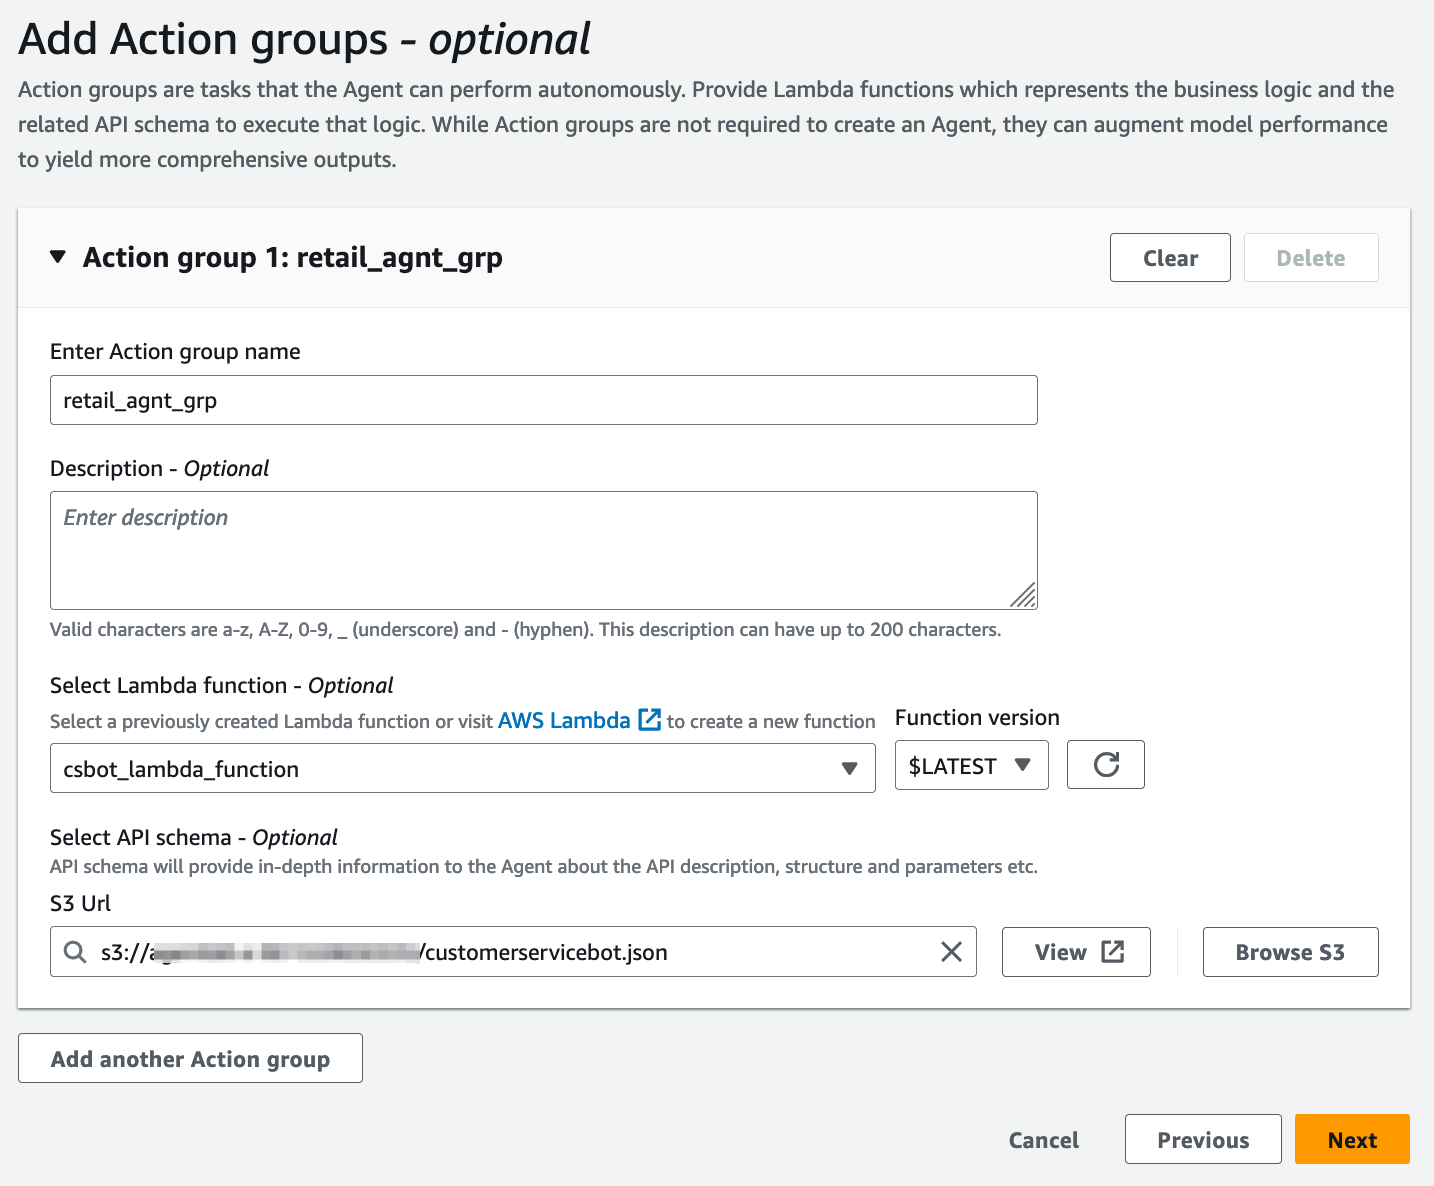 Add Action groups - optional
Action groups are tasks that the Agent can perform autonomously. Provide Lambda functions which represents the business logic and the
related API schema to execute that logic. While Action groups are not required to create an Agent, they can augment model performance
to yield more comprehensive outputs.
Action group 1: retail_agnt_grp
Clear
Delete
Enter Action group name
retail_agnt_grp
Description - Optional
Enter description
Valid characters are a-z, A-Z, 0-9, _ (underscore) and - (hyphen). This description can have up to 200 characters.
Select Lambda function - Optional
Select a previously created Lambda function or visit AWS Lambda to create a new function
Function version
csbot_lambda_function
$LATEST
Select API schema - Optional
API schema will provide in-depth information to the Agent about the API description, structure and parameters etc.
S3 Url
s3:// /customerservicebot.json
View
Browse S3
Add another Action group
Cancel
Previous
Next